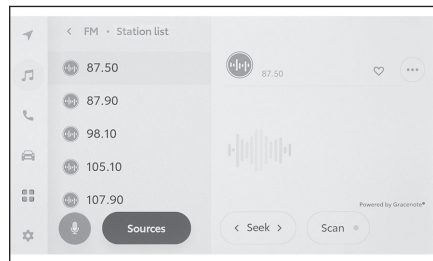 < FM • Station list
87.50
87.90
98.10
105.10
107.90
Sources
87.50
Powered by Gracenote®
< Seek >
Scan